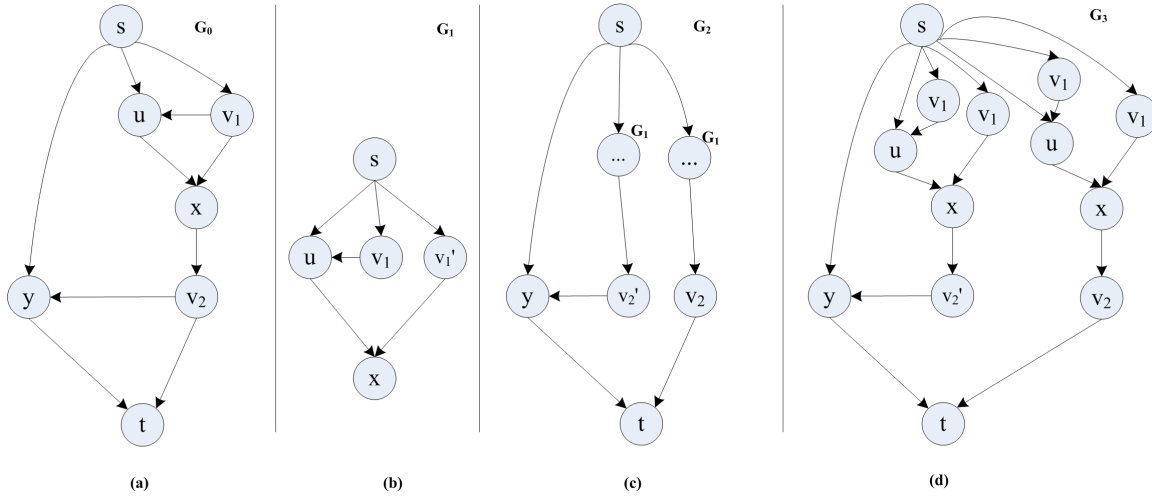 s G₀
u v₁
x
y v₂
t
(a)
G₁
s
u v₁ v₁'
x
(b)
s G₂
... G₁ ... G₁
y v₂' v₂
t
(c)
s G₃
v₁ v₁ v₁ v₁
u u
x x
y v₂' v₂
t
(d)